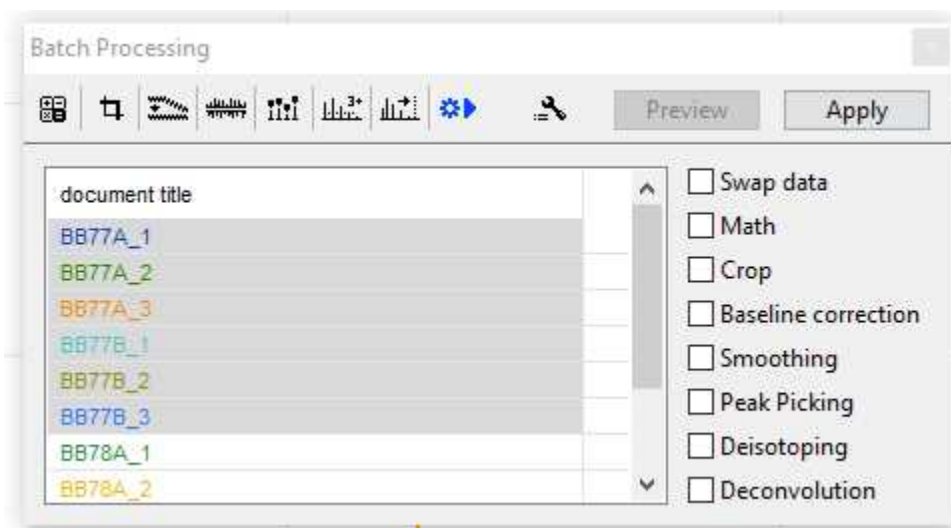 Batch Processing
Preview
Apply
document title
BB77A_1
BB77A_2
BB77A_3
BB77B_1
BB77B_2
BB77B_3
BB78A_1
BB78A_2
Swap data
Math
Crop
Baseline correction
Smoothing
Peak Picking
Deisotoping
Deconvolution